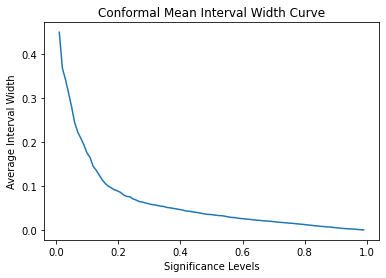 Conformal Mean Interval Width Curve
Average Interval Width
0.4
0.3
0.2
0.1
0.0
0.0 0.2 0.4 0.6 0.8 1.0
Significance Levels